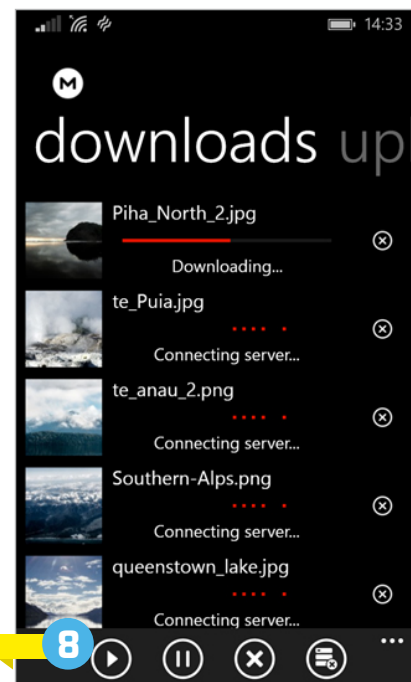 14:33
M
downloads up
Piha_North_2.jpg
Downloading...
te_Puia.jpg
Connecting server...
te_anau_2.png
Connecting server...
Southern-Alps.png
Connecting server...
queenstown_lake.jpg
Connecting server...
8